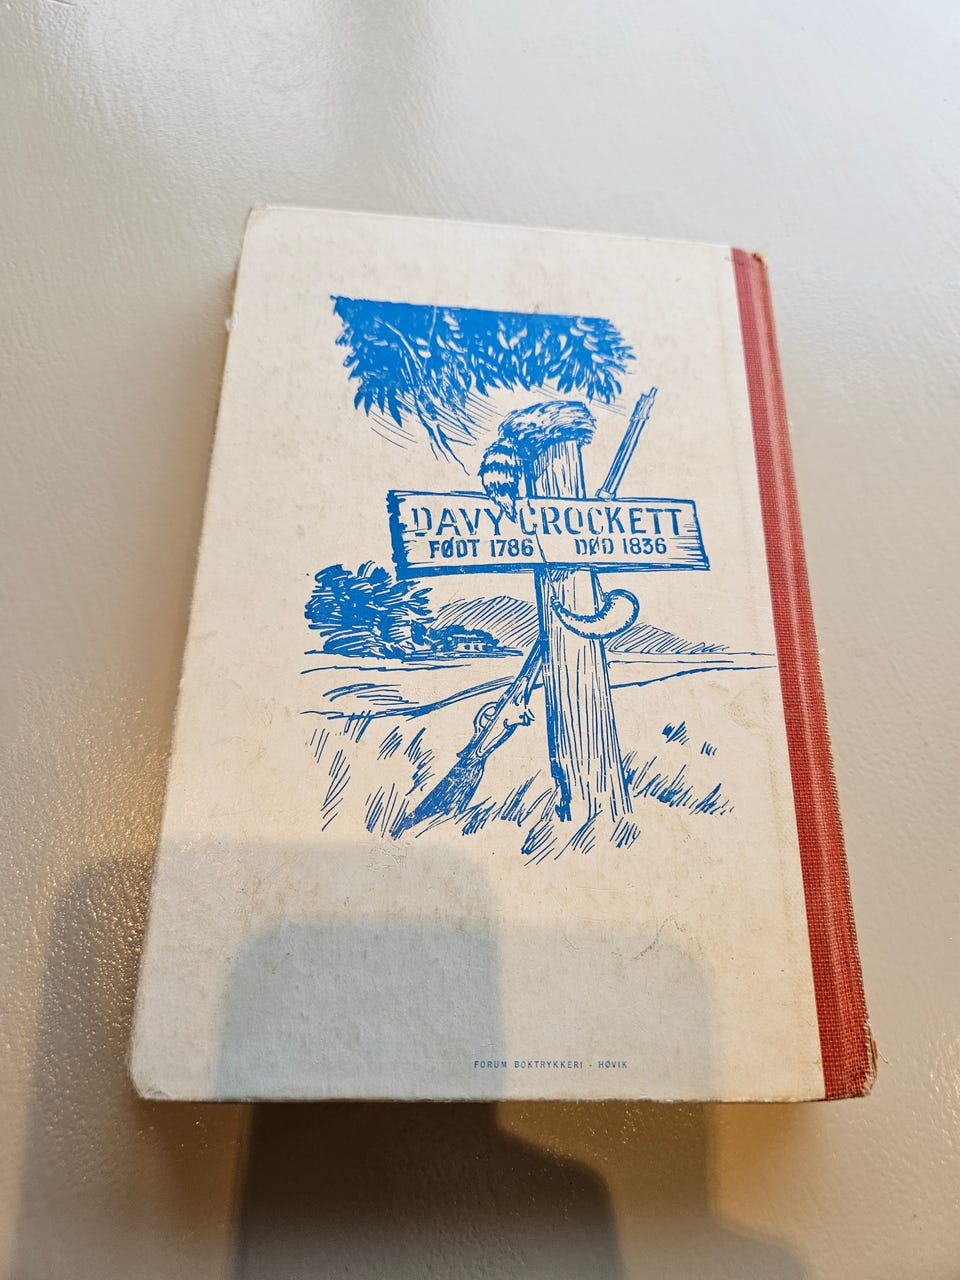 DAVY CROCKETT
FØDT 1786 DØD 1836
FORUM BOKTRYKKERI - HØVIK